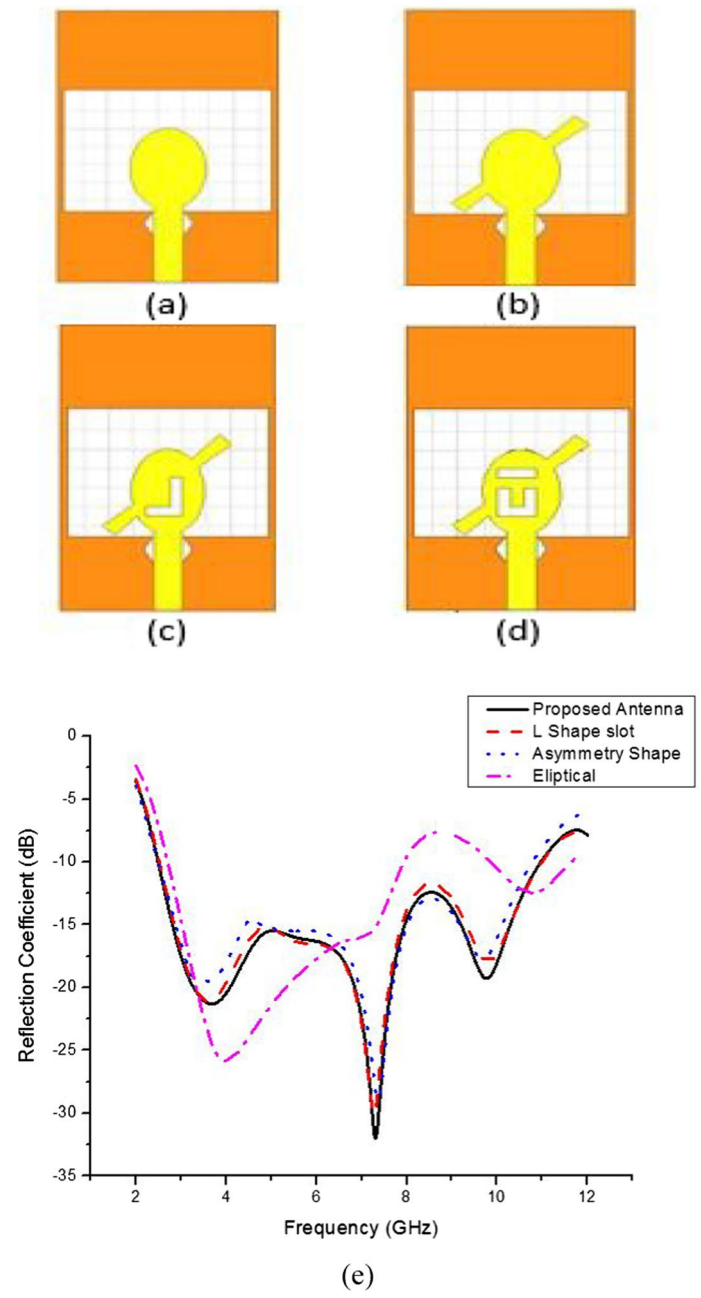 (a)
(b)
(c)
(d)
Proposed Antenna
L Shape slot
Asymmetry Shape
Eliptical
0
-5
-10
-15
-20
-25
-30
-35
Reflection Coefficient (dB)
2
4
6
8
10
12
Frequency (GHz)
(e)